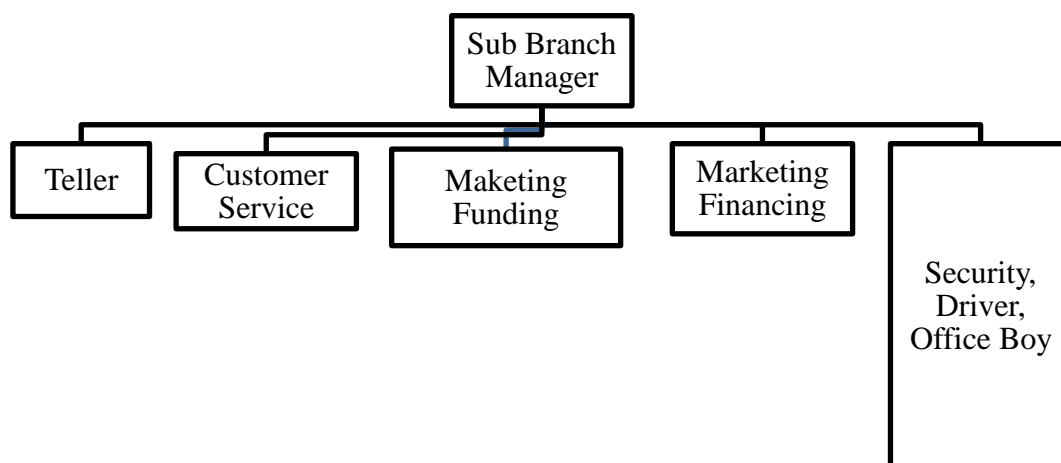 Sub Branch
Manager
Teller
Customer
Service
Maketing
Funding
Marketing
Financing
Security,
Driver,
Office Boy